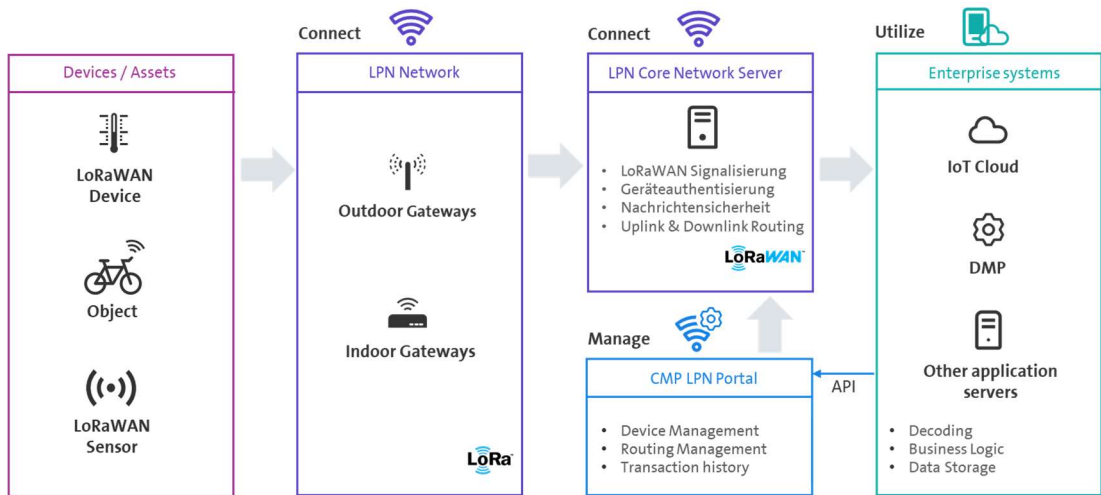 Connect
Connect
Utilize
Devices / Assets
LoRaWAN
Device
Object
LoRaWAN
Sensor
LPN Network
Outdoor Gateways
Indoor Gateways
LoRa™
LPN Core Network Server
• LoRaWAN Signalisierung
• Geräteauthentisierung
• Nachrichtensicherheit
• Uplink & Downlink Routing
LoRaWAN™
Manage
CMP LPN Portal
• Device Management
• Routing Management
• Transaction history
API
Enterprise systems
IoT Cloud
DMP
Other application
servers
• Decoding
• Business Logic
• Data Storage